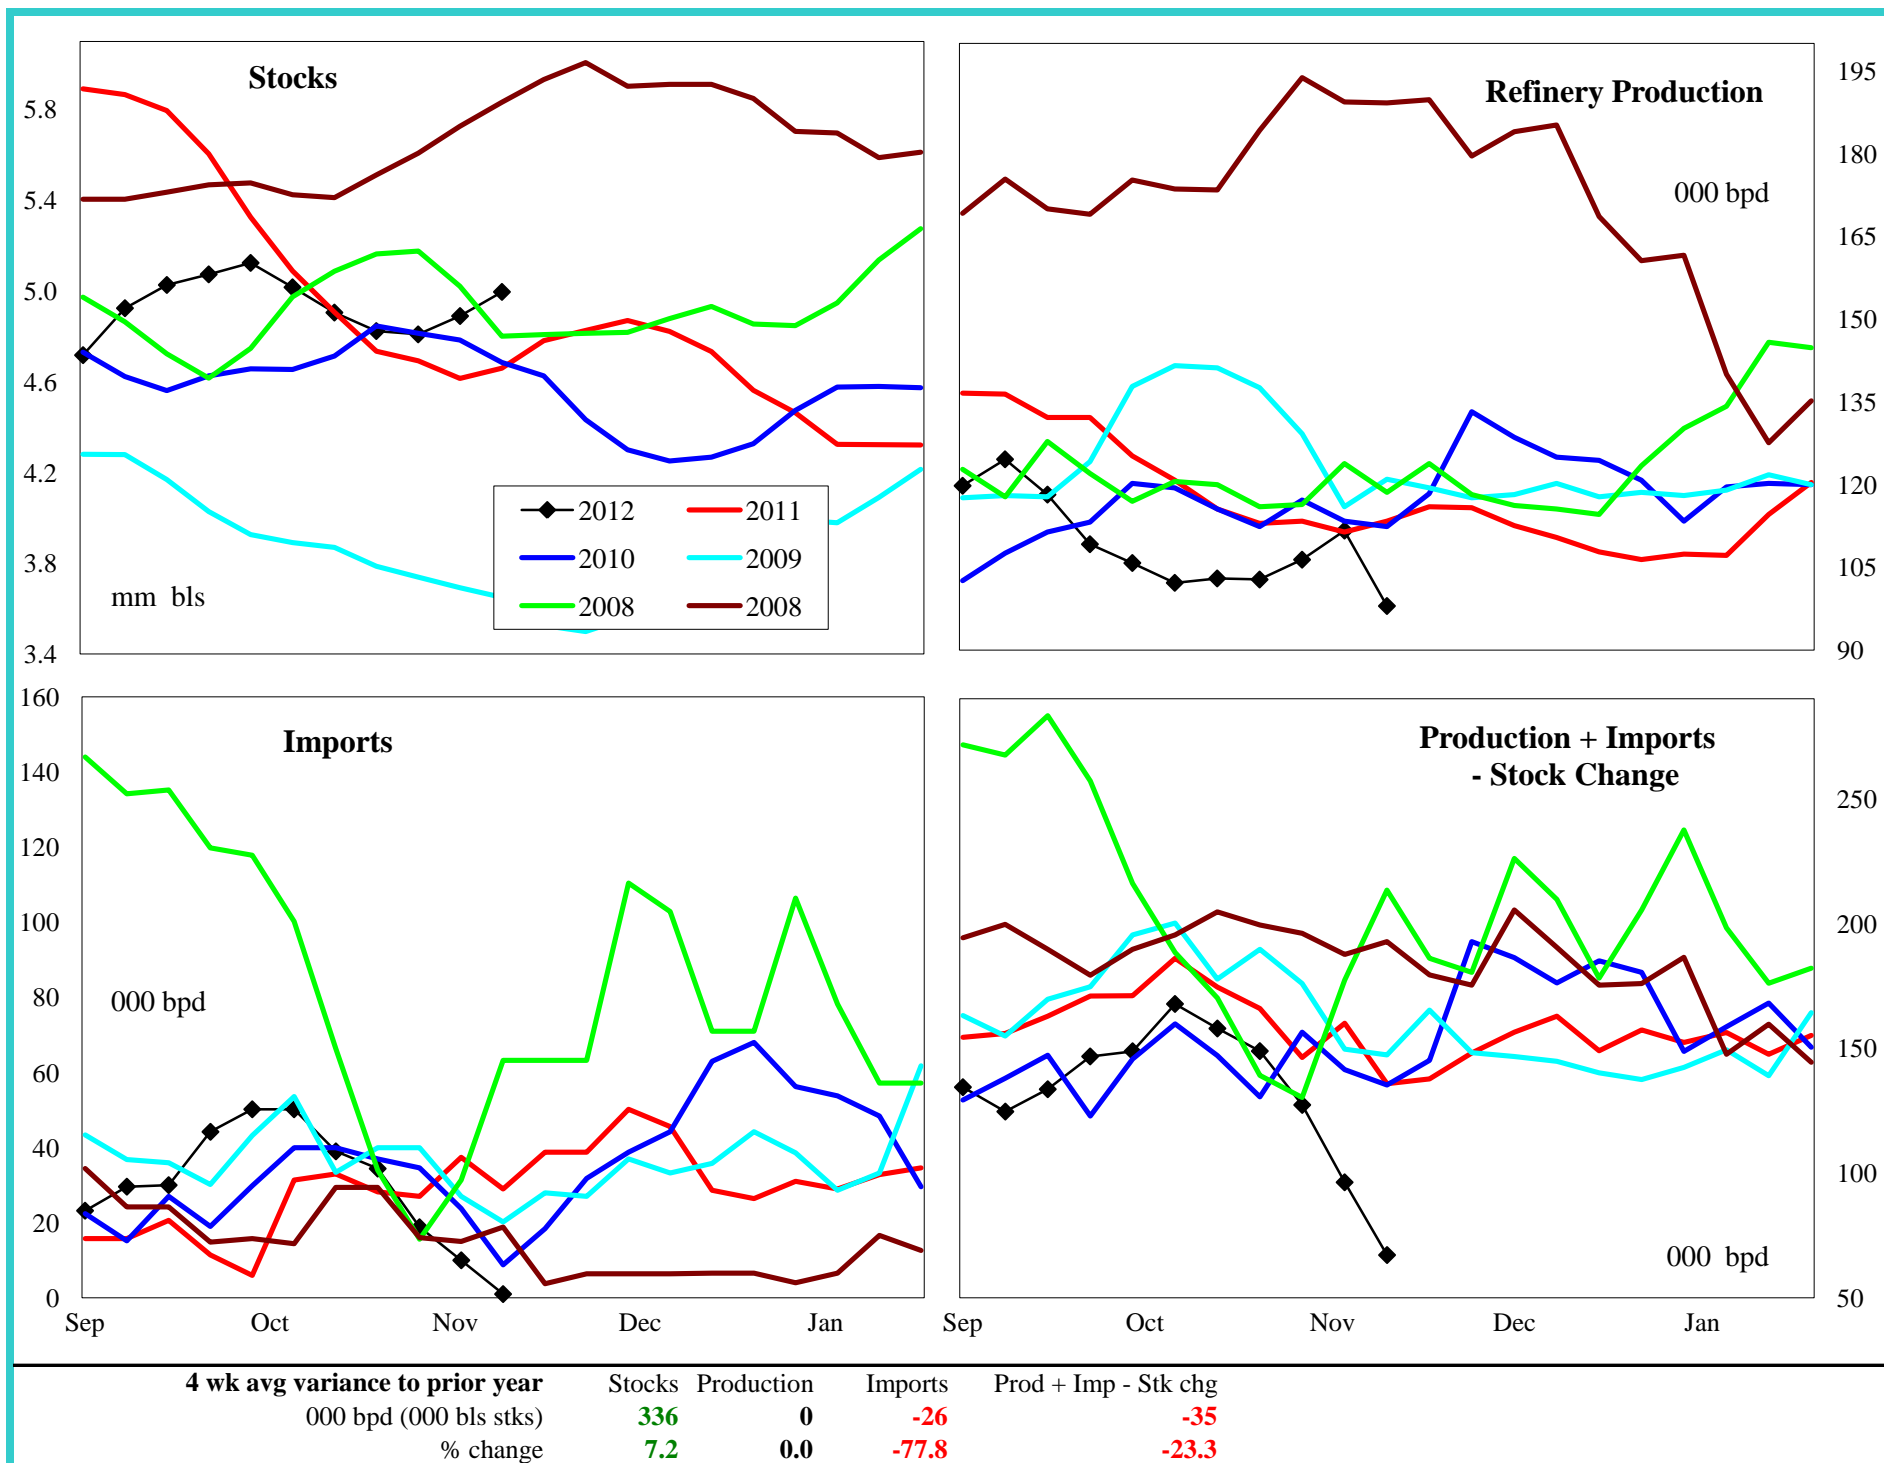 Stocks
5.8
5.4
5.0
4.6
4.2
3.8
3.4
mm bls
2012 2011
2010 2009
2008 2008
Refinery Production
000 bpd
195
180
165
150
135
120
105
90
Imports
160
140
120
100
80
60
40
20
0
000 bpd
Sep Oct Nov Dec Jan
Production + Imports
- Stock Change
250
200
150
100
50
000 bpd
Sep Oct Nov Dec Jan
4 wk avg variance to prior year Stocks Production Imports Prod + Imp - Stk chg
000 bpd (000 bls stks) 336 0 -26 -35
% change 7.2 0.0 -77.8 -23.3